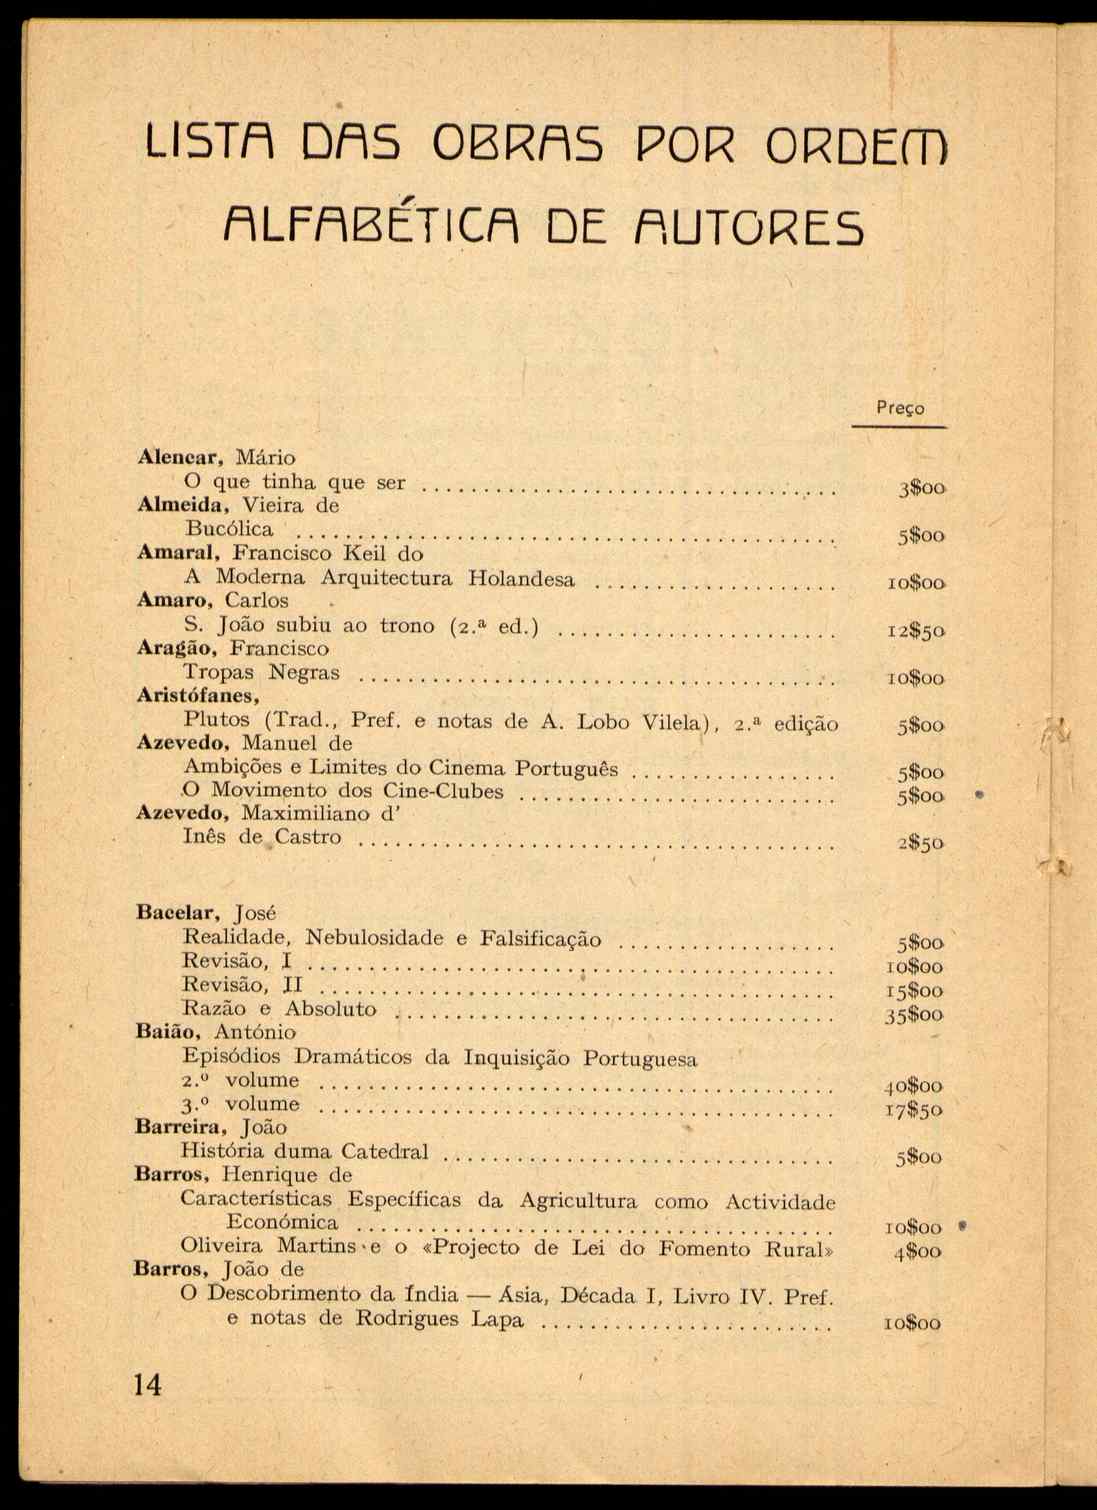 LISTA DAS OBRAS POR ORDEM
ALFABÉTICA DE AUTORES
Preço
Alencar, Mário
O que tinha que ser .................................. 3$00
Almeida, Vieira de
Bucólica ............................................ 5$00
Amaral, Francisco Keil do
A Moderna Arquitectura Holandesa .................... 10$00
Amaro, Carlos
S. João subiu ao trono (2.ª ed.) ....................... 12$50
Aragão, Francisco
Tropas Negras ....................................... 10$00
Aristófanes,
Plutos (Trad., Pref. e notas de A. Lobo Vilela), 2.ª edição 5$00
Azevedo, Manuel de
Ambições e Limites do Cinema Português ................. 5$00
O Movimento dos Cine-Clubes .......................... 5$00
Azevedo, Maximiliano d'
Inês de Castro ....................................... 2$50
Bacelar, José
Realidade, Nebulosidade e Falsificação .................. 5$00
Revisão, I ........................................... 10$00
Revisão, II .......................................... 15$00
Razão e Absoluto .................................... 35$00
Baião, António
Episódios Dramáticos da Inquisição Portuguesa
2.º volume .......................................... 40$00
3.º volume .......................................... 17$50
Barreira, João
História duma Catedral ................................ 5$00
Barros, Henrique de
Características Específicas da Agricultura como Actividade
Económica ....................................... 10$00
Oliveira Martins e o «Projecto de Lei do Fomento Rural» 4$00
Barros, João de
O Descobrimento da Índia — Ásia, Década I, Livro IV. Pref.
e notas de Rodrigues Lapa ........................ 10$00
14